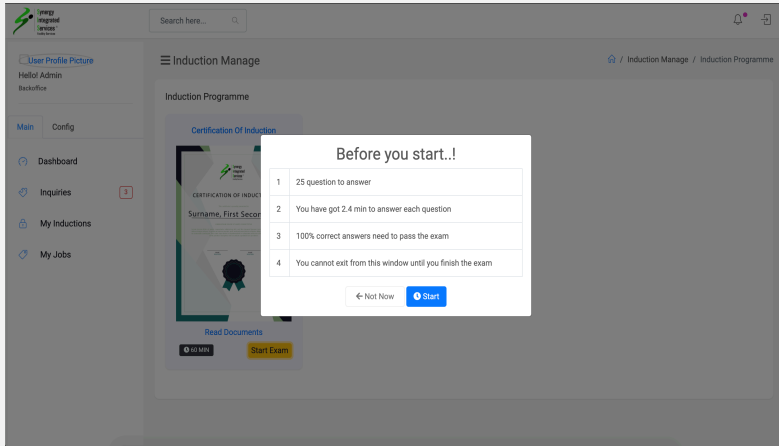 Synergy
Integrated
Services
Search here...
User Profile Picture
Hello! Admin
Backoffice
Main
Config
Dashboard
Inquiries
3
My Inductions
My Jobs
Induction Manage
/ Induction Manage / Induction Programme
Induction Programme
Certification Of Induction
Synergy
Integrated
Services
CERTIFICATION OF INDUCT
Surname, First Secon
Read Documents
60 MIN
Start Exam
Before you start..!
1 25 question to answer
2 You have got 2.4 min to answer each question
3 100% correct answers need to pass the exam
4 You cannot exit from this window until you finish the exam
Not Now
Start